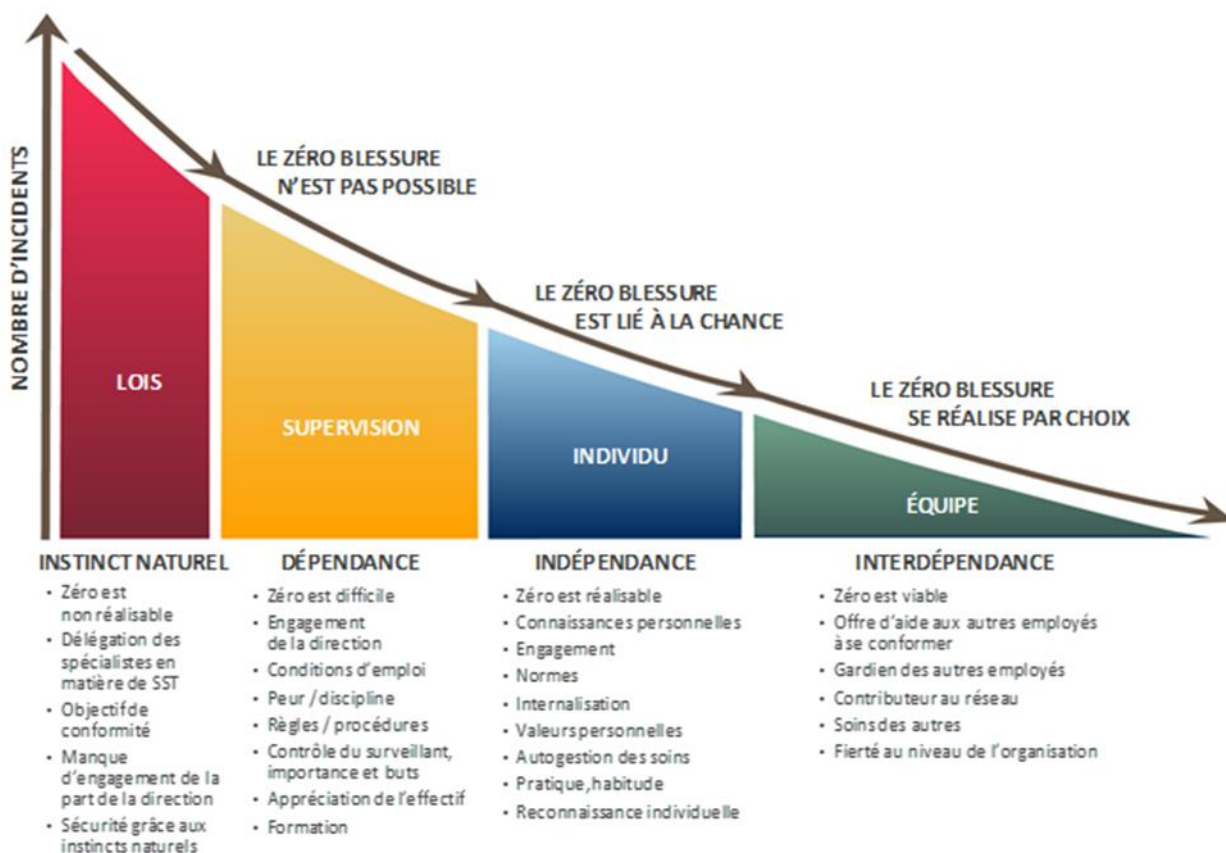 NOMBRE D'INCIDENTS
LE ZÉRO BLESSURE
N'EST PAS POSSIBLE
LE ZÉRO BLESSURE
EST LIÉ À LA CHANCE
LE ZÉRO BLESSURE
SE RÉALISE PAR CHOIX
LOIS
SUPERVISION
INDIVIDU
ÉQUIPE
INSTINCT NATUREL
• Zéro est
non réalisable
• Délégation des
spécialistes en
matière de SST
• Objectif de
conformité
• Manque
d'engagement de la
part de la direction
• Sécurité grâce aux
instincts naturels
DÉPENDANCE
• Zéro est difficile
• Engagement
de la direction
• Conditions d'emploi
• Peur / discipline
• Règles / procédures
• Contrôle du surveillant,
importance et buts
• Appréciation de l'effectif
• Formation
INDÉPENDANCE
• Zéro est réalisable
• Connaissances personnelles
• Engagement
• Normes
• Internalisation
• Valeurs personnelles
• Autogestion des soins
• Pratique, habitude
• Reconnaissance individuelle
INTERDÉPENDANCE
• Zéro est viable
• Offre d'aide aux autres employés
à se conformer
• Gardien des autres employés
• Contributeur au réseau
• Soins des autres
• Fierté au niveau de l'organisation